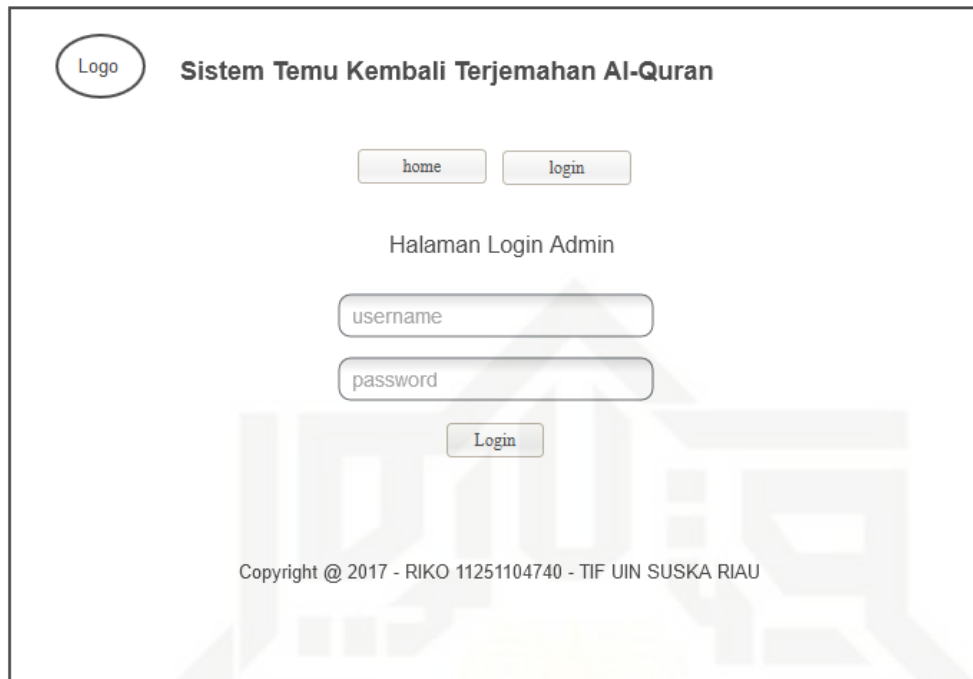 Logo
Sistem Temu Kembali Terjemahan Al-Quran
home login
Halaman Login Admin
username
password
Login
Copyright @ 2017 - RIKO 11251104740 - TIF UIN SUSKA RIAU